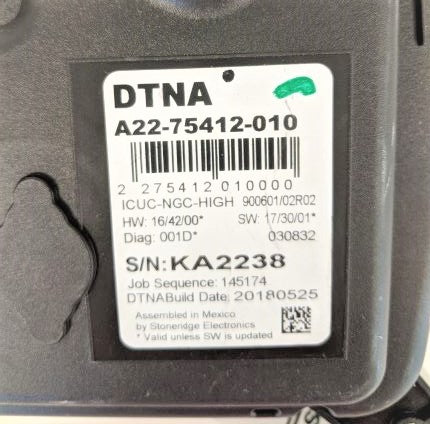 DTNA
A22-75412-010
2 275412 010000
ICUC-NGC-HIGH 900601/02R02
HW: 16/42/00* SW: 17/30/01*
Diag: 001D* 030832
S/N:KA2238
Job Sequence: 145174
DTNABuild Date: 20180525
Assembled in Mexico
by Stoneridge Electronics
* Valid unless SW is updated